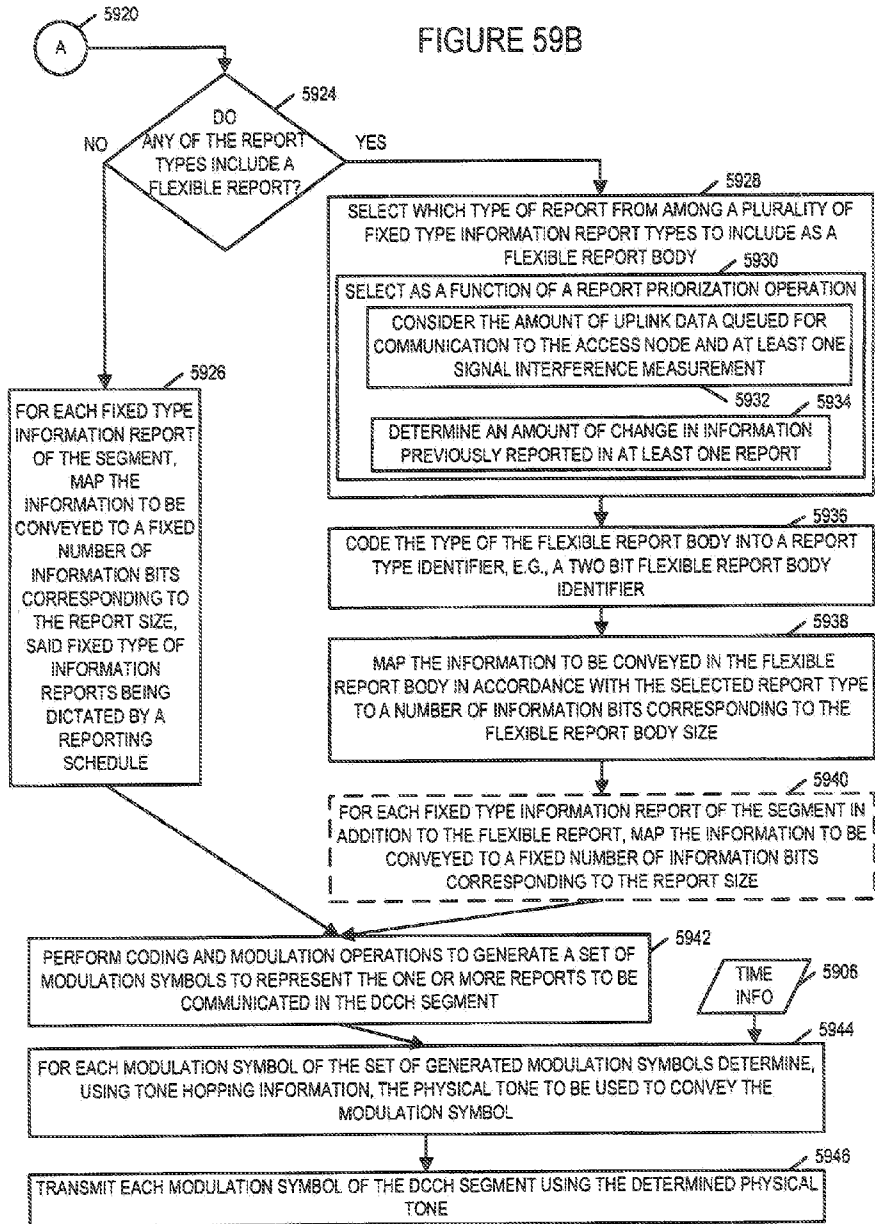 5920
A
FIGURE 59B
5924
DO
ANY OF THE REPORT
TYPES INCLUDE A
FLEXIBLE REPORT?
NO
YES
5928
SELECT WHICH TYPE OF REPORT FROM AMONG A PLURALITY OF
FIXED TYPE INFORMATION REPORT TYPES TO INCLUDE AS A
FLEXIBLE REPORT BODY
5930
SELECT AS A FUNCTION OF A REPORT PRIORIZATION OPERATION
CONSIDER THE AMOUNT OF UPLINK DATA QUEUED FOR
COMMUNICATION TO THE ACCESS NODE AND AT LEAST ONE
SIGNAL INTERFERENCE MEASUREMENT
5932
5934
DETERMINE AN AMOUNT OF CHANGE IN INFORMATION
PREVIOUSLY REPORTED IN AT LEAST ONE REPORT
5926
FOR EACH FIXED TYPE
INFORMATION REPORT
OF THE SEGMENT,
MAP THE
INFORMATION TO BE
CONVEYED TO A FIXED
NUMBER OF
INFORMATION BITS
CORRESPONDING TO
THE REPORT SIZE,
SAID FIXED TYPE OF
INFORMATION
REPORTS BEING
DICTATED BY A
REPORTING
SCHEDULE
5936
CODE THE TYPE OF THE FLEXIBLE REPORT BODY INTO A REPORT
TYPE IDENTIFIER, E.G., A TWO BIT FLEXIBLE REPORT BODY
IDENTIFIER
5938
MAP THE INFORMATION TO BE CONVEYED IN THE FLEXIBLE
REPORT BODY IN ACCORDANCE WITH THE SELECTED REPORT TYPE
TO A NUMBER OF INFORMATION BITS CORRESPONDING TO THE
FLEXIBLE REPORT BODY SIZE
5940
FOR EACH FIXED TYPE INFORMATION REPORT OF THE SEGMENT IN
ADDITION TO THE FLEXIBLE REPORT, MAP THE INFORMATION TO BE
CONVEYED TO A FIXED NUMBER OF INFORMATION BITS
CORRESPONDING TO THE REPORT SIZE
5942
PERFORM CODING AND MODULATION OPERATIONS TO GENERATE A SET OF
MODULATION SYMBOLS TO REPRESENT THE ONE OR MORE REPORTS TO BE
COMMUNICATED IN THE DCCH SEGMENT
TIME
INFO
5906
5944
FOR EACH MODULATION SYMBOL OF THE SET OF GENERATED MODULATION SYMBOLS DETERMINE,
USING TONE HOPPING INFORMATION, THE PHYSICAL TONE TO BE USED TO CONVEY THE
MODULATION SYMBOL
5946
TRANSMIT EACH MODULATION SYMBOL OF THE DCCH SEGMENT USING THE DETERMINED PHYSICAL
TONE